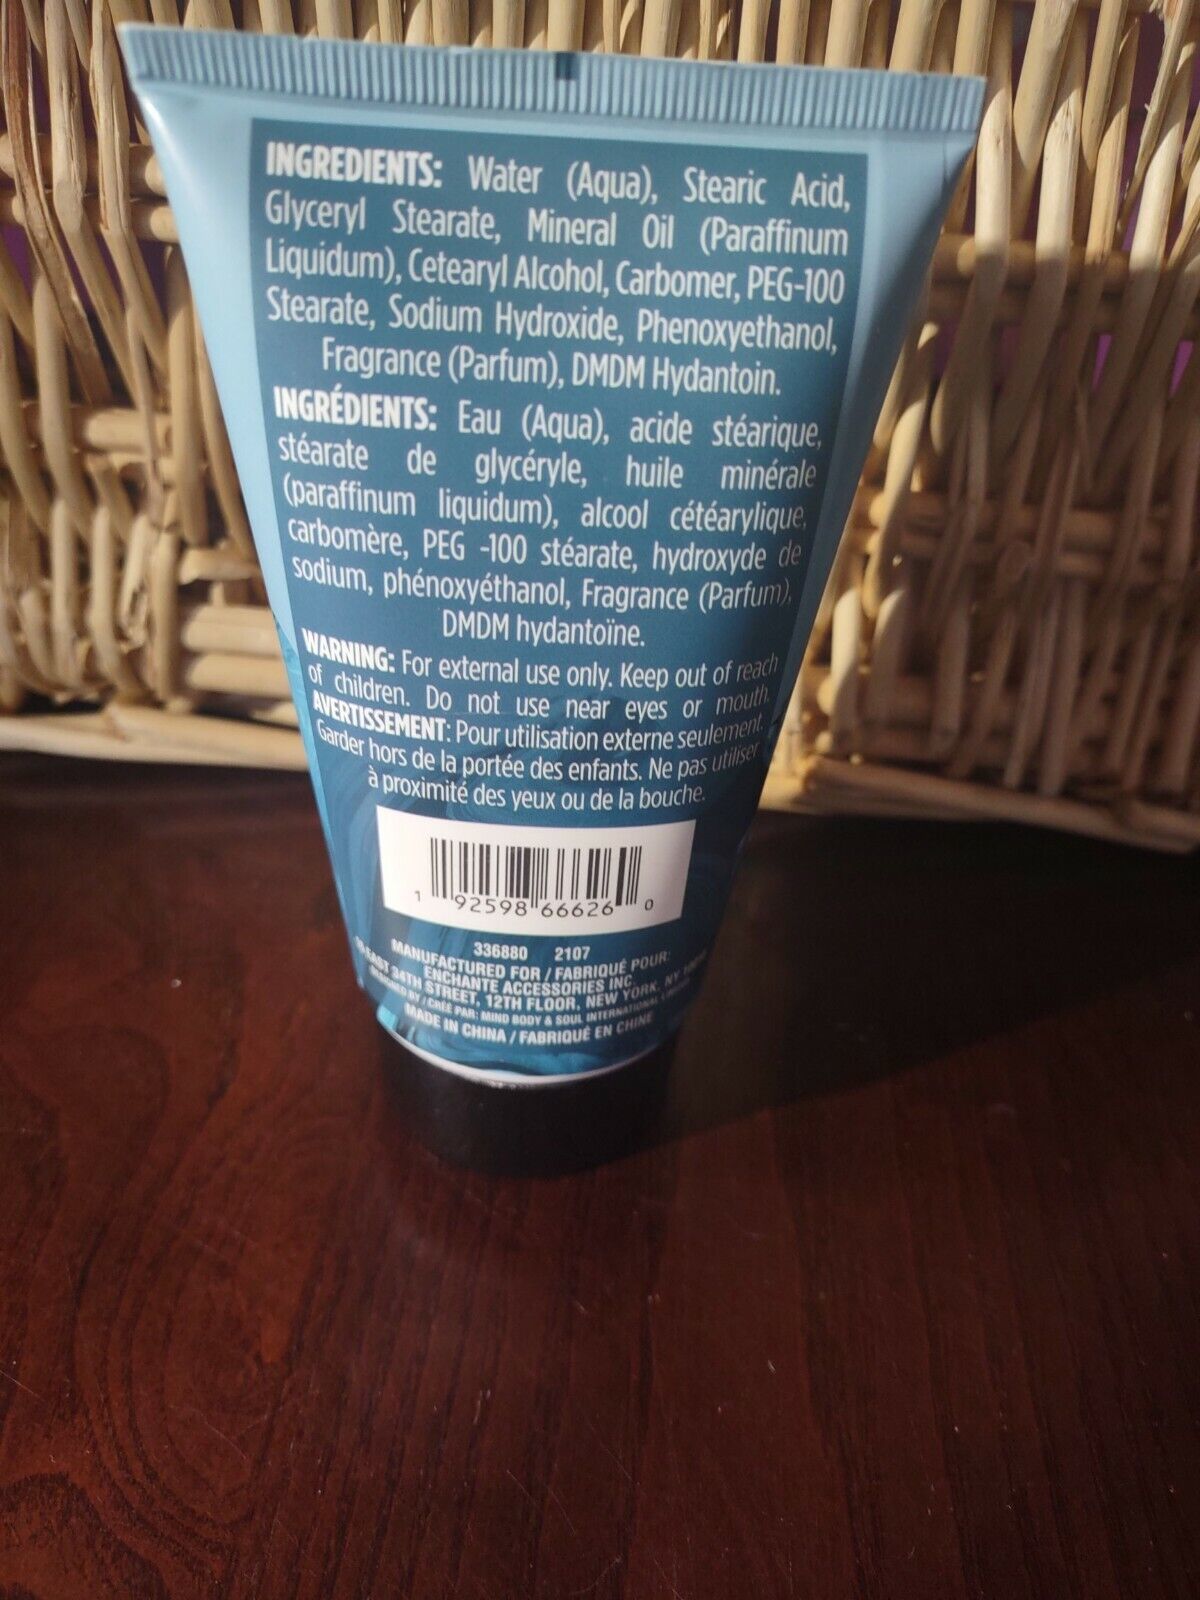 INGREDIENTS: Water (Aqua), Stearic Acid,
Glyceryl Stearate, Mineral Oil (Paraffinum
Liquidum), Cetearyl Alcohol, Carbomer, PEG-100
Stearate, Sodium Hydroxide, Phenoxyethanol,
Fragrance (Parfum), DMDM Hydantoin.
INGRÉDIENTS: Eau (Aqua), acide stéarique,
stéarate de glycéryle, huile minérale
(paraffinum liquidum), alcool cétéarylique,
carbomère, PEG -100 stéarate, hydroxyde de
sodium, phénoxyéthanol, Fragrance (Parfum),
DMDM hydantoïne.
WARNING: For external use only. Keep out of reach
of children. Do not use near eyes or mouth.
AVERTISSEMENT: Pour utilisation externe seulement.
Garder hors de la portée des enfants. Ne pas utiliser
à proximité des yeux ou de la bouche.
1 92598 66626 0
336880 2107
MANUFACTURED FOR / FABRIQUÉ POUR:
ENCHANTE ACCESSORIES INC.
EAST 34TH STREET, 12TH FLOOR, NEW YORK, NY
DESIGNED BY / CRÉÉ PAR: MIND BODY & SOUL INTERNATIONAL
MADE IN CHINA / FABRIQUÉ EN CHINE